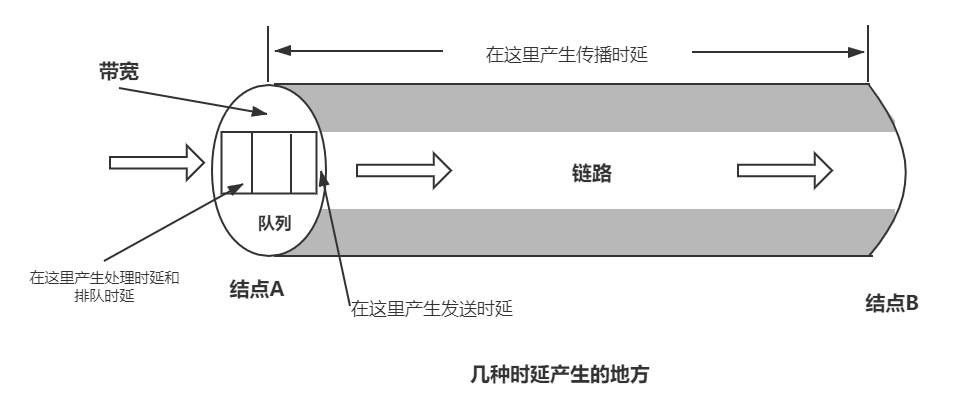 在这里产生传播时延
带宽
链路
队列
在这里产生处理时延和
排队时延
结点A
在这里产生发送时延
结点B
几种时延产生的地方